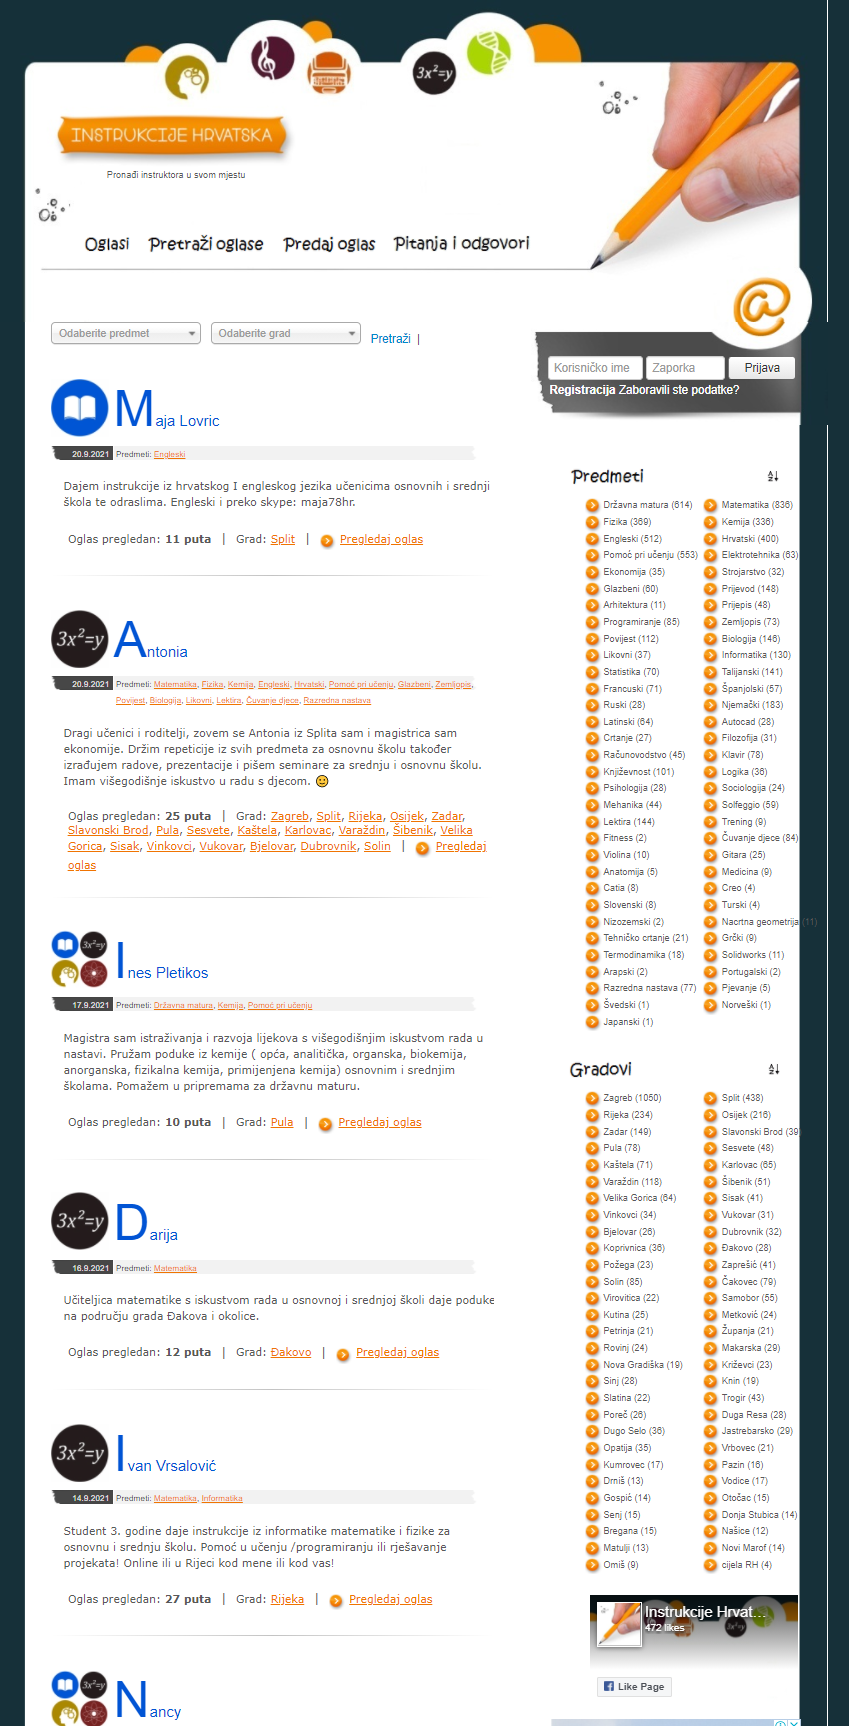 3x²=y
INSTRUKCIJE HRVATSKA
Pronađi instruktora u svom mjestu
Oglasi Pretraži oglase Predaj oglas Pitanja i odgovori
@
Odaberite predmet Odaberite grad Pretraži |
Korisničko ime Zaporka Prijava
Registracija Zaboravili ste podatke?
Maja Lovric
20.9.2021 Predmeti: Engleski
Dajem instrukcije iz hrvatskog I engleskog jezika učenicima osnovnih i srednji
škola te odraslima. Engleski i preko skype: maja78hr.
Oglas pregledan: 11 puta | Grad: Split | Pregledaj oglas
3x²=y
Antonia
20.9.2021 Predmeti: Matematika, Fizika, Kemija, Engleski, Hrvatski, Pomoć pri učenju, Glazbeni, Zemljopis,
Povijest, Biologija, Likovni, Lektira, Čuvanje djece, Razredna nastava
Dragi učenici i roditelji, zovem se Antonia iz Splita sam i magistrica sam
ekonomije. Držim repeticije iz svih predmeta za osnovnu školu također
izrađujem radove, prezentacije i pišem seminare za srednju i osnovnu školu.
Imam višegodišnje iskustvo u radu s djecom. 🙂
Oglas pregledan: 25 puta | Grad: Zagreb, Split, Rijeka, Osijek, Zadar,
Slavonski Brod, Pula, Sesvete, Kaštela, Karlovac, Varaždin, Šibenik, Velika
Gorica, Sisak, Vinkovci, Vukovar, Bjelovar, Dubrovnik, Solin | Pregledaj
oglas
3x²=y
Ines Pletikos
17.9.2021 Predmeti: Državna matura, Kemija, Pomoć pri učenju
Magistra sam istraživanja i razvoja lijekova s višegodišnjim iskustvom rada u
nastavi. Pružam poduke iz kemije ( opća, analitička, organska, biokemija,
anorganska, fizikalna kemija, primijenjena kemija) osnovnim i srednjim
školama. Pomažem u pripremama za državnu maturu.
Oglas pregledan: 10 puta | Grad: Pula | Pregledaj oglas
3x²=y
Darija
16.9.2021 Predmeti: Matematika
Učiteljica matematike s iskustvom rada u osnovnoj i srednjoj školi daje poduke
na području grada Đakova i okolice.
Oglas pregledan: 12 puta | Grad: Đakovo | Pregledaj oglas
3x²=y
Ivan Vrsalović
14.9.2021 Predmeti: Matematika, Informatika
Student 3. godine daje instrukcije iz informatike matematike i fizike za
osnovnu i srednju školu. Pomoć u učenju /programiranju ili rješavanje
projekata! Online ili u Rijeci kod mene ili kod vas!
Oglas pregledan: 27 puta | Grad: Rijeka | Pregledaj oglas
3x²=y
Nancy
Predmeti
Državna matura (614) Matematika (836)
Fizika (369) Kemija (336)
Engleski (512) Hrvatski (400)
Pomoć pri učenju (553) Elektrotehnika (63)
Ekonomija (35) Strojarstvo (32)
Glazbeni (60) Prijevod (148)
Arhitektura (11) Prijepis (48)
Programiranje (85) Zemljopis (73)
Povijest (112) Biologija (146)
Likovni (37) Informatika (130)
Statistika (70) Talijanski (141)
Francuski (71) Španjolski (57)
Ruski (28) Njemački (183)
Latinski (64) Autocad (28)
Crtanje (27) Filozofija (31)
Računovodstvo (45) Klavir (78)
Književnost (101) Logika (36)
Psihologija (28) Sociologija (24)
Mehanika (44) Solfeggio (59)
Lektira (144) Trening (9)
Fitness (2) Čuvanje djece (84)
Violina (10) Gitara (25)
Anatomija (5) Medicina (9)
Catia (8) Creo (4)
Slovenski (8) Turski (4)
Nizozemski (2) Nacrtna geometrija (11)
Tehničko crtanje (21) Grčki (9)
Termodinamika (18) Solidworks (11)
Arapski (2) Portugalski (2)
Razredna nastava (77) Pjevanje (5)
Švedski (1) Norveški (1)
Japanski (1)
Gradovi
Zagreb (1050) Split (438)
Rijeka (234) Osijek (216)
Zadar (149) Slavonski Brod (39)
Pula (78) Sesvete (48)
Kaštela (71) Karlovac (65)
Varaždin (118) Šibenik (51)
Velika Gorica (64) Sisak (41)
Vinkovci (34) Vukovar (31)
Bjelovar (26) Dubrovnik (32)
Koprivnica (36) Đakovo (28)
Požega (23) Zaprešić (41)
Solin (85) Čakovec (79)
Virovitica (22) Samobor (55)
Kutina (25) Metković (24)
Petrinja (21) Županja (21)
Rovinj (24) Makarska (29)
Nova Gradiška (19) Križevci (23)
Sinj (28) Knin (19)
Slatina (22) Trogir (43)
Poreč (26) Duga Resa (28)
Dugo Selo (36) Jastrebarsko (29)
Opatija (35) Vrbovec (21)
Kumrovec (17) Pazin (16)
Drniš (13) Vodice (17)
Gospić (14) Otočac (15)
Senj (15) Donja Stubica (14)
Bregana (15) Našice (12)
Matulji (13) Novi Marof (14)
Omiš (9) cijela RH (4)
Instrukcije Hrvat...
472 likes
Like Page